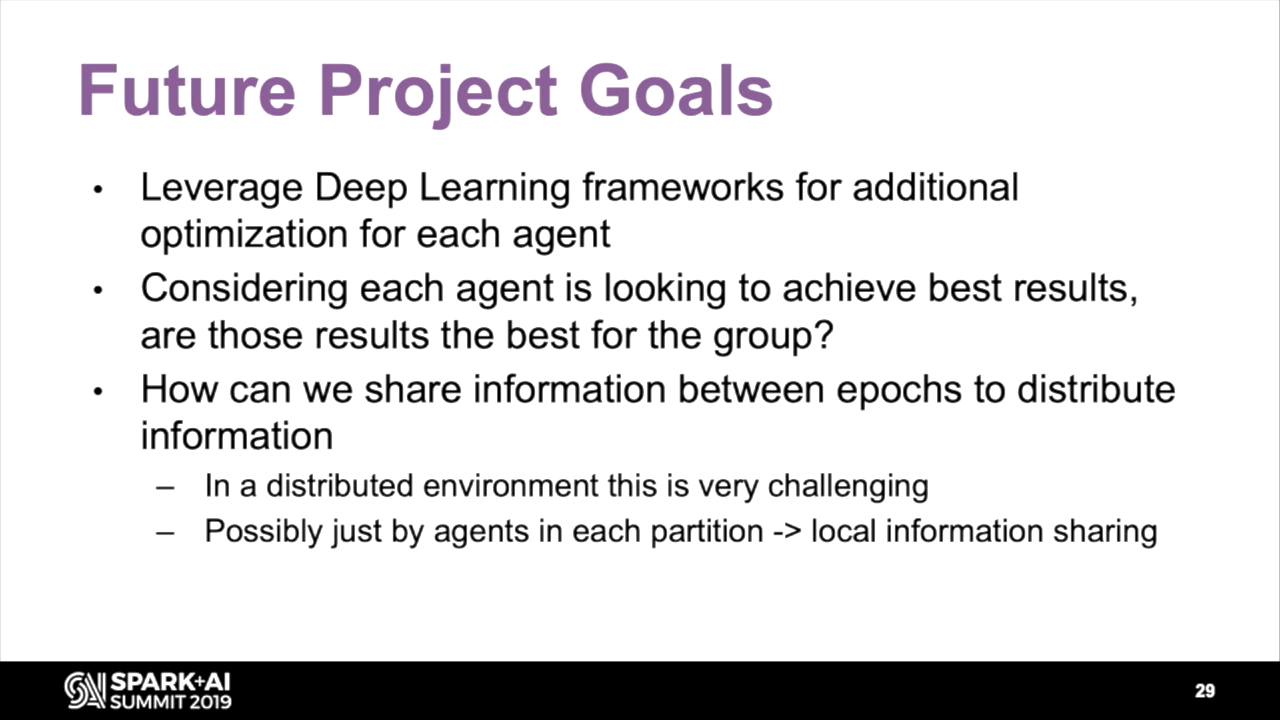 Future Project Goals
• Leverage Deep Learning frameworks for additional
optimization for each agent
• Considering each agent is looking to achieve best results,
are those results the best for the group?
• How can we share information between epochs to distribute
information
– In a distributed environment this is very challenging
– Possibly just by agents in each partition -> local information sharing
SPARK+AI
SUMMIT 2019
29